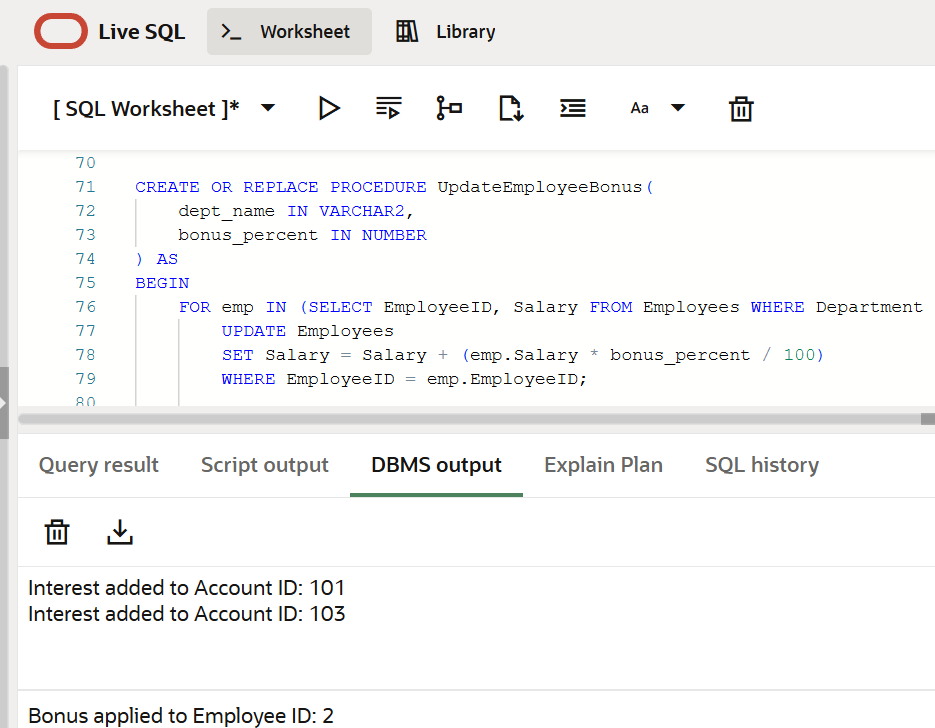 Live SQL
Worksheet
Library
[ SQL Worksheet ]*
Aa
70
71 CREATE OR REPLACE PROCEDURE UpdateEmployeeBonus(
72 dept_name IN VARCHAR2,
73 bonus_percent IN NUMBER
74 ) AS
75 BEGIN
76 FOR emp IN (SELECT EmployeeID, Salary FROM Employees WHERE Department
77 UPDATE Employees
78 SET Salary = Salary + (emp.Salary * bonus_percent / 100)
79 WHERE EmployeeID = emp.EmployeeID;
80
Query result
Script output
DBMS output
Explain Plan
SQL history
Interest added to Account ID: 101
Interest added to Account ID: 103
Bonus applied to Employee ID: 2